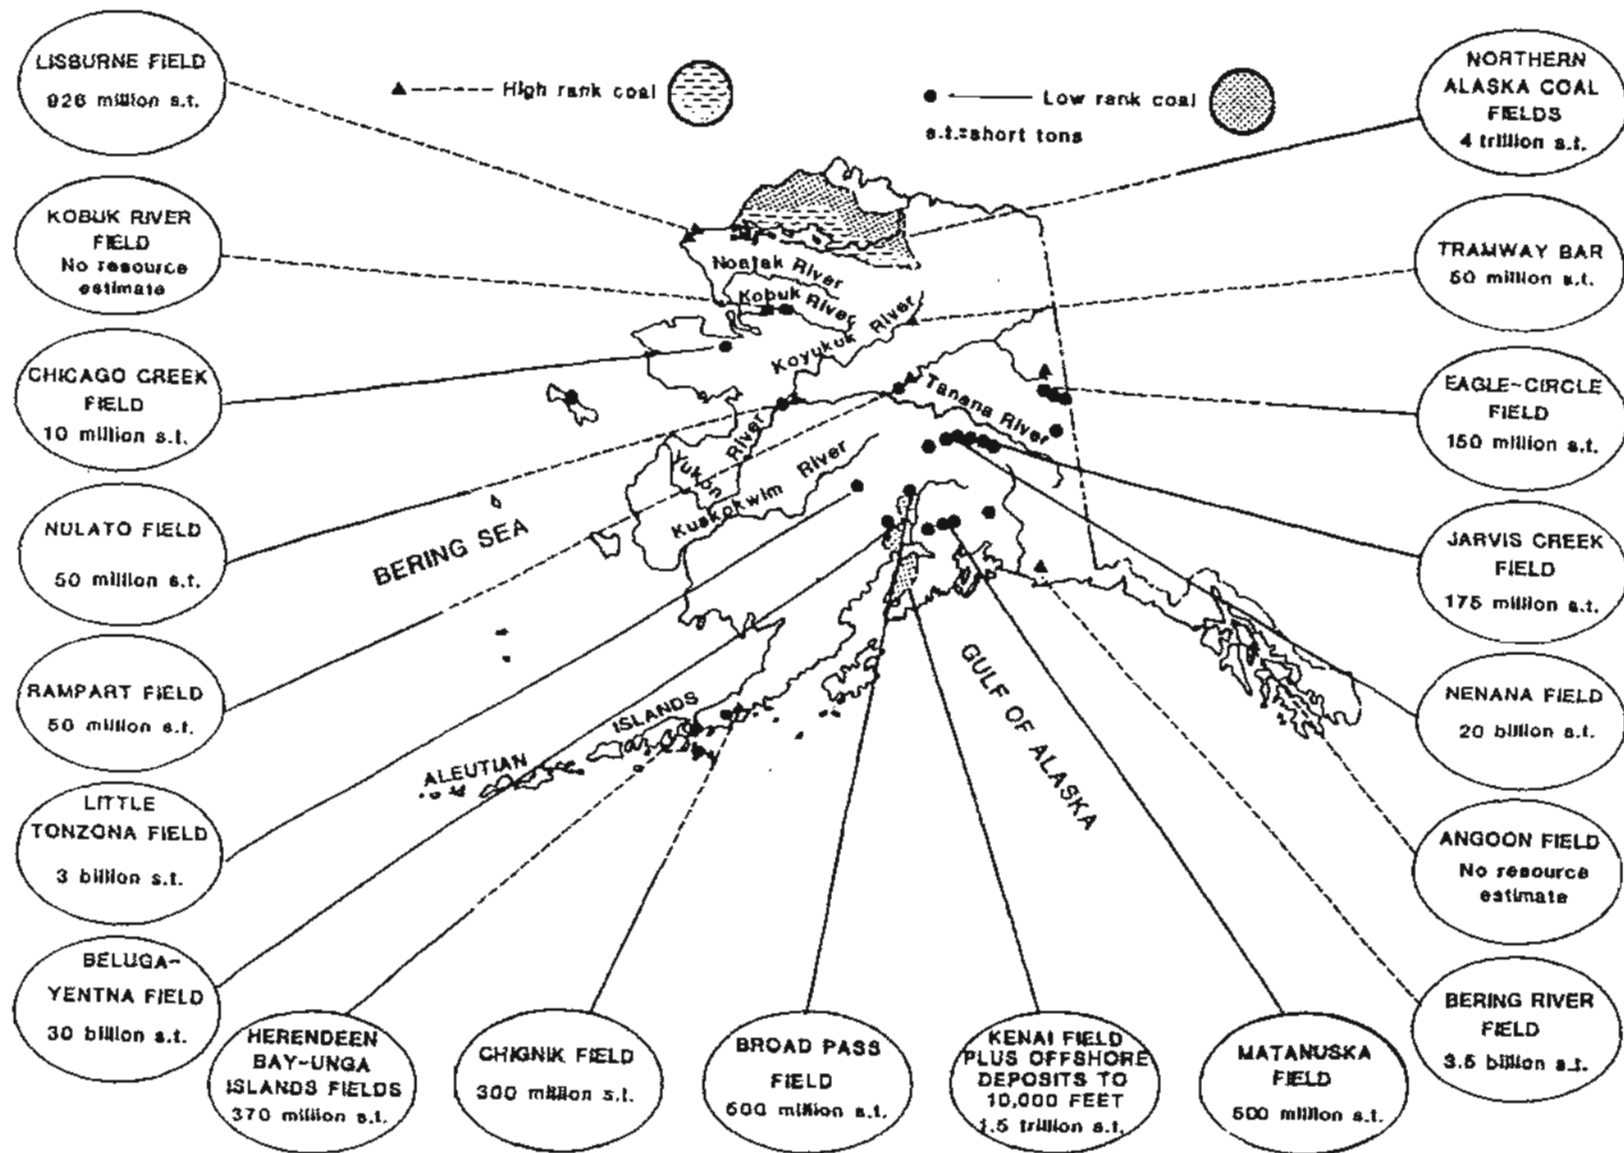 LISBURNE FIELD
926 million s.t.
High rank coal
Low rank coal
s.t.=short tons
NORTHERN
ALASKA COAL
FIELDS
4 trillion s.t.
KOBUK RIVER
FIELD
No resource
estimate
TRAMWAY BAR
50 million s.t.
CHICAGO CREEK
FIELD
10 million s.t.
EAGLE-CIRCLE
FIELD
150 million s.t.
NULATO FIELD
50 million s.t.
JARVIS CREEK
FIELD
175 million s.t.
RAMPART FIELD
50 million s.t.
NENANA FIELD
20 billion s.t.
LITTLE
TONZONA FIELD
3 billion s.t.
ANGOON FIELD
No resource
estimate
BELUGA-
YENTNA FIELD
30 billion s.t.
BERING RIVER
FIELD
3.5 billion s.t.
HERENDEEN
BAY-UNGA
ISLANDS FIELDS
370 million s.t.
CHIGNIK FIELD
300 million s.t.
BROAD PASS
FIELD
million s.t.
KENAI FIELD
PLUS OFFSHORE
DEPOSITS TO
10,000 FEET
1.5 trillion s.t.
MATANUSKA
FIELD
500 million s.t.
Noatak River
Kobuk River
Koyukuk River
Tanana River
Yukon River
Kuskokwim River
BERING SEA
ALEUTIAN ISLANDS
GULF OF ALASKA